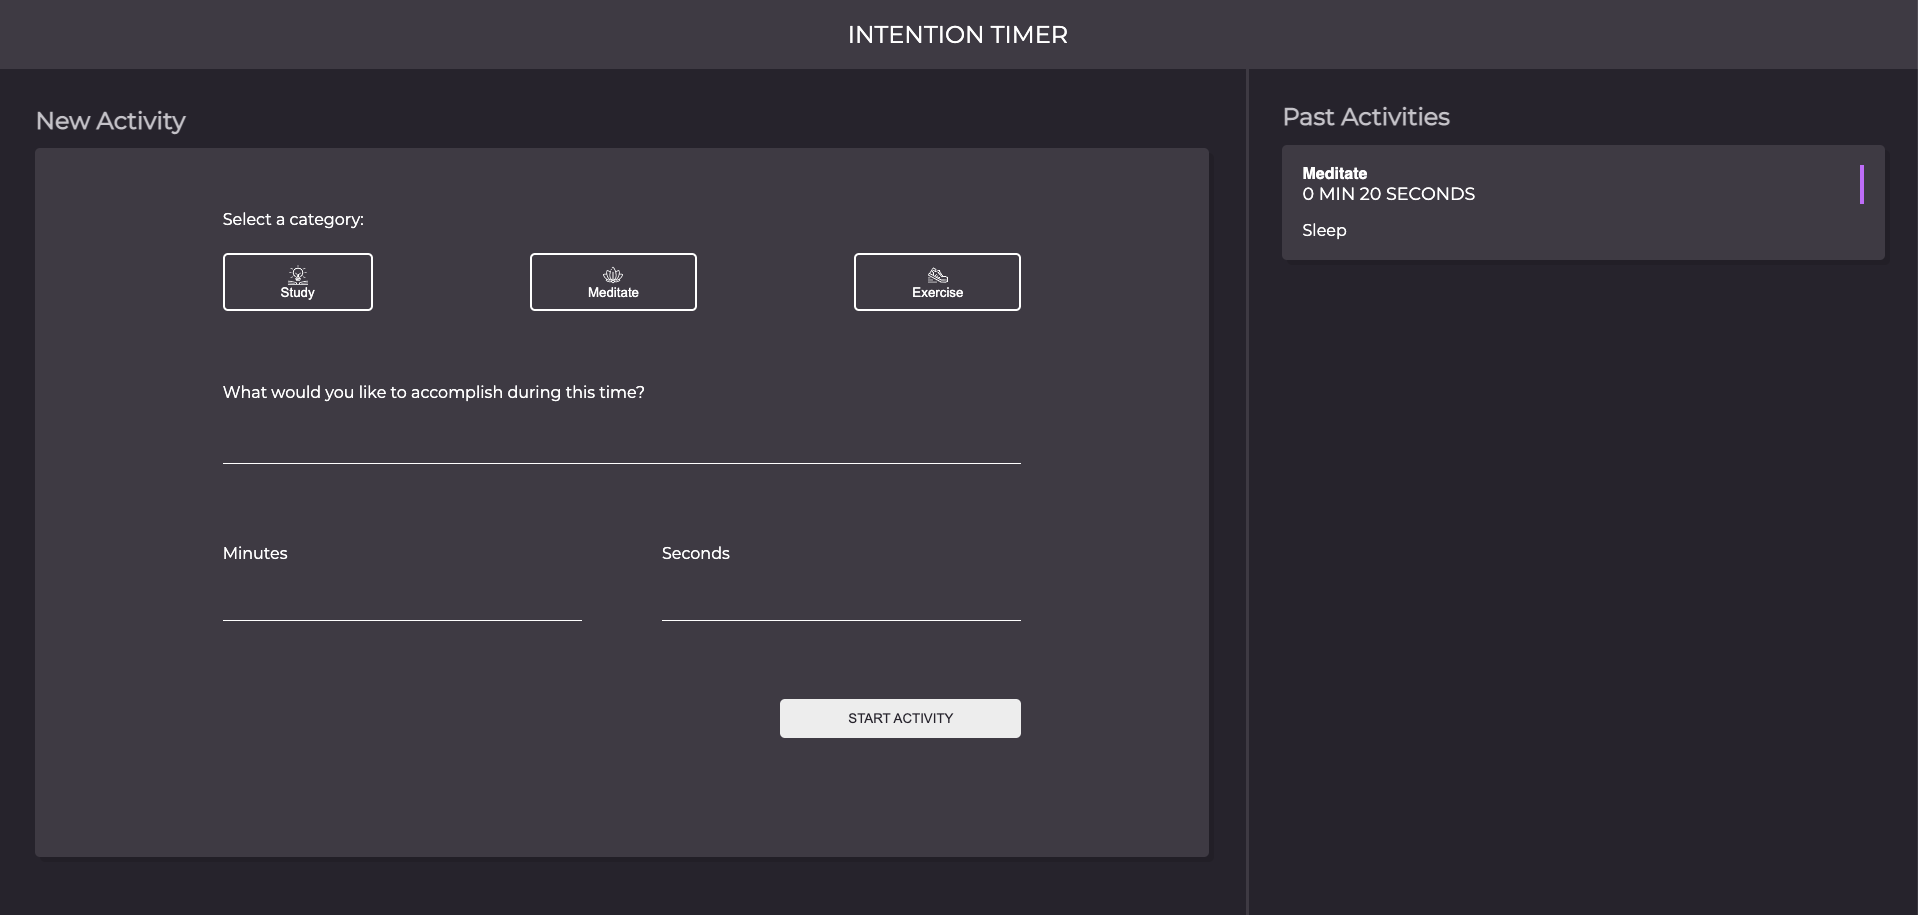 INTENTION TIMER
New Activity
Select a category:
Study
Meditate
Exercise
What would you like to accomplish during this time?
Minutes
Seconds
START ACTIVITY
Past Activities
Meditate
0 MIN 20 SECONDS
Sleep